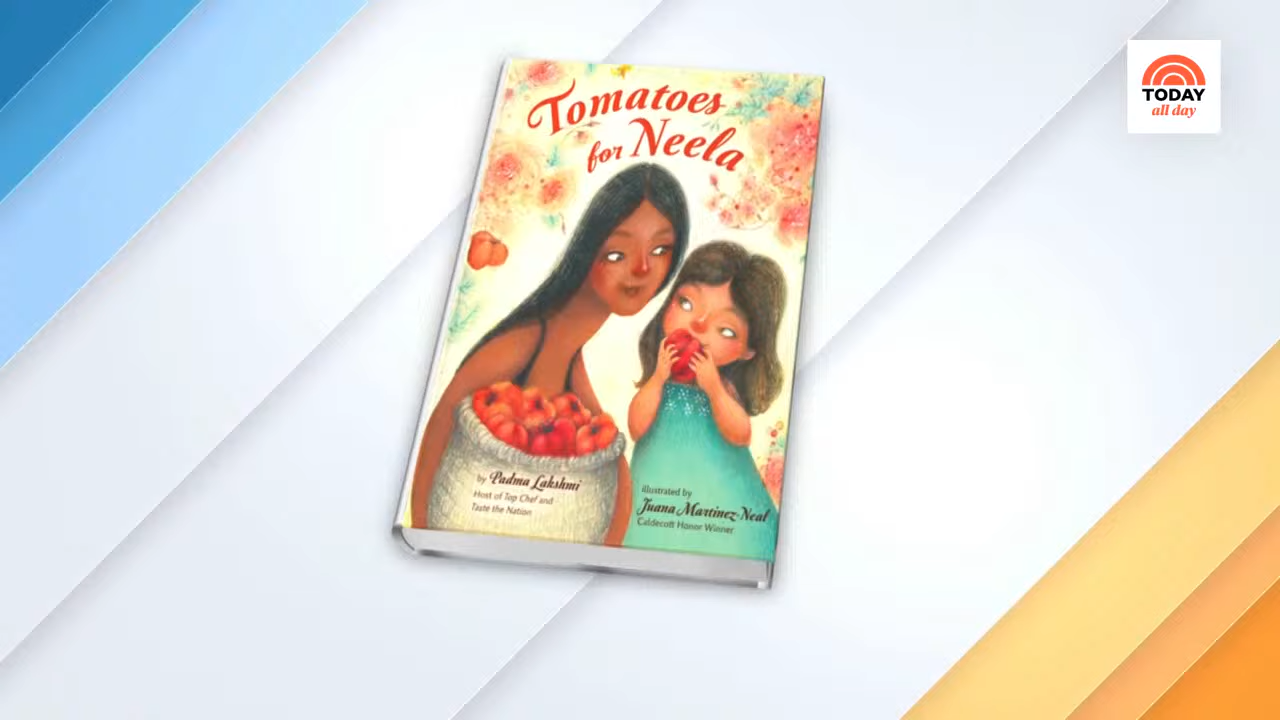 Tomatoes
for Neela
by Padma Lakshmi
Host of Top Chef and
Taste the Nation
illustrated by
Juana Martinez-Neal
Caldecott Honor Winner
TODAY
all day